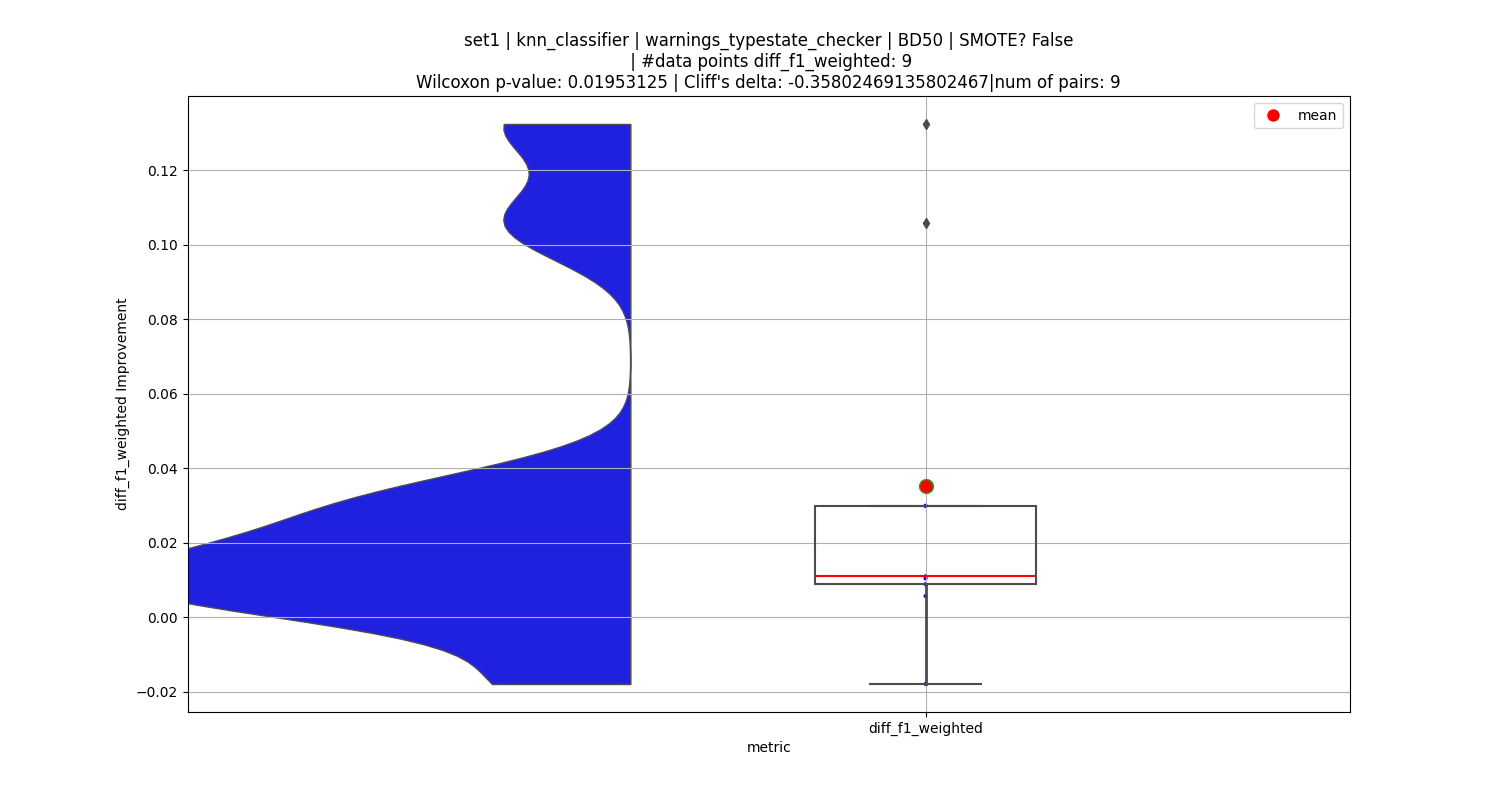 set1 | knn_classifier | warnings_typestate_checker | BD50 | SMOTE? False
| #data points diff_f1_weighted: 9
Wilcoxon p-value: 0.01953125 | Cliff's delta: -0.35802469135802467|num of pairs: 9
mean
0.12
0.10
0.08
0.06
0.04
0.02
0.00
−0.02
diff_f1_weighted Improvement
diff_f1_weighted
metric